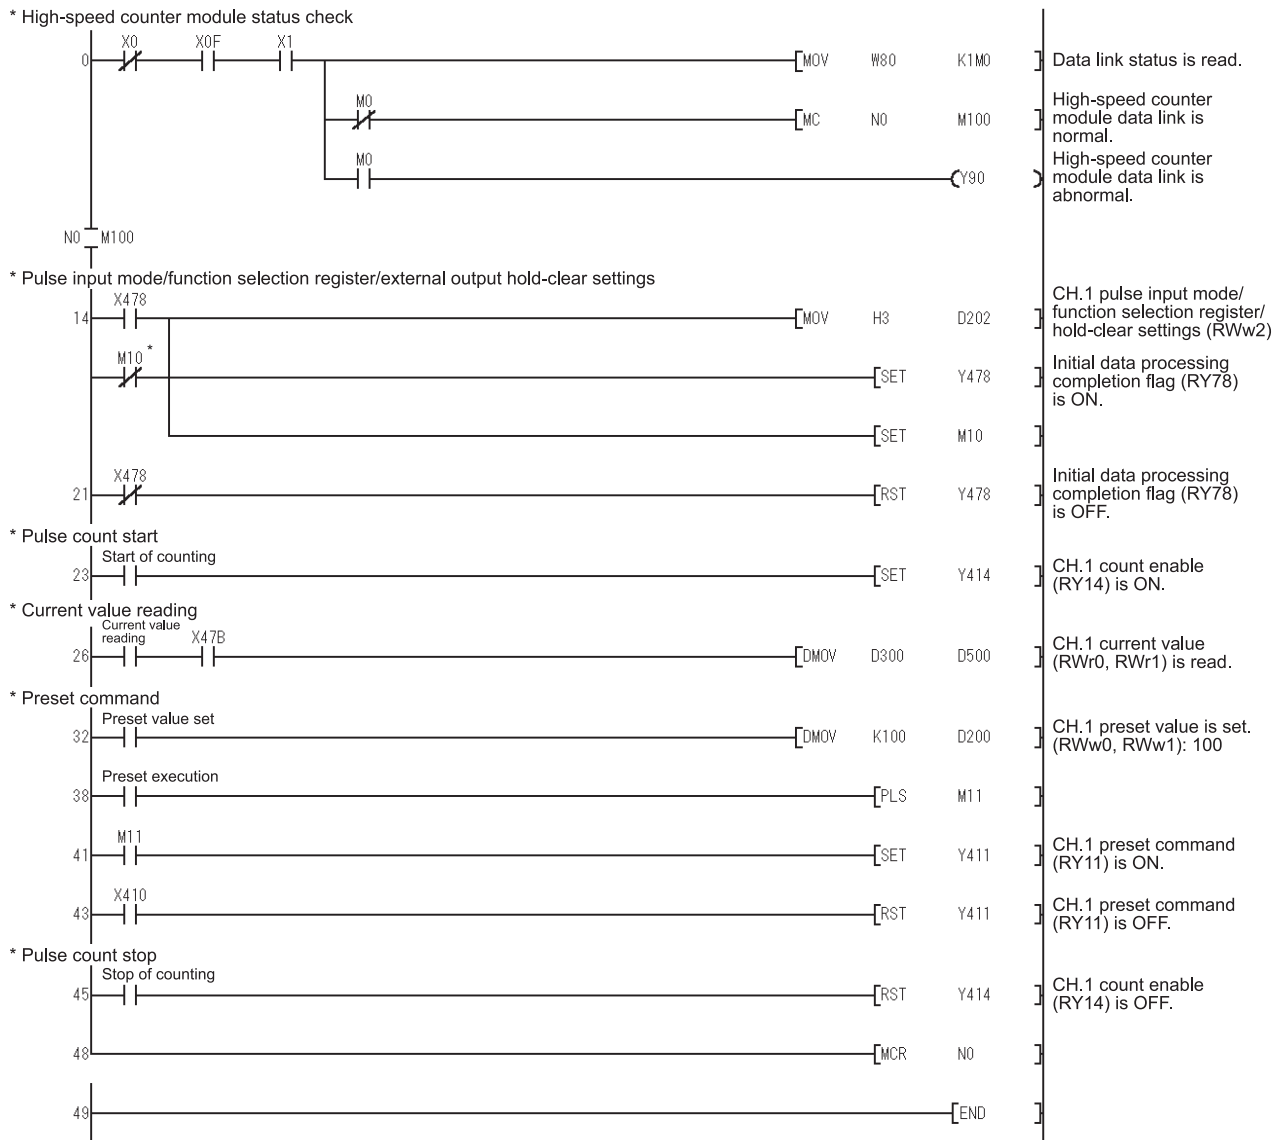 * High-speed counter module status check
X0 X0F X1
0 MOV W80 K1M0 Data link status is read.
M0
MC N0 M100
High-speed counter
module data link is
normal.
M0
Y90
High-speed counter
module data link is
abnormal.
N0 M100
* Pulse input mode/function selection register/external output hold-clear settings
X478
14 MOV H3 D202
CH.1 pulse input mode/
function selection register/
hold-clear settings (RWw2)
M10 *
SET Y478
Initial data processing
completion flag (RY78)
is ON.
SET M10
X478
21 RST Y478
Initial data processing
completion flag (RY78)
is OFF.
* Pulse count start
Start of counting
23 SET Y414
CH.1 count enable
(RY14) is ON.
* Current value reading
Current value
reading X47B
26 DMOV D300 D500
CH.1 current value
(RWr0, RWr1) is read.
* Preset command
Preset value set
32 DMOV K100 D200
CH.1 preset value is set.
(RWw0, RWw1): 100
Preset execution
38 PLS M11
M11
41 SET Y411
CH.1 preset command
(RY11) is ON.
X410
43 RST Y411
CH.1 preset command
(RY11) is OFF.
* Pulse count stop
Stop of counting
45 RST Y414
CH.1 count enable
(RY14) is OFF.
48 MCR N0
49 END